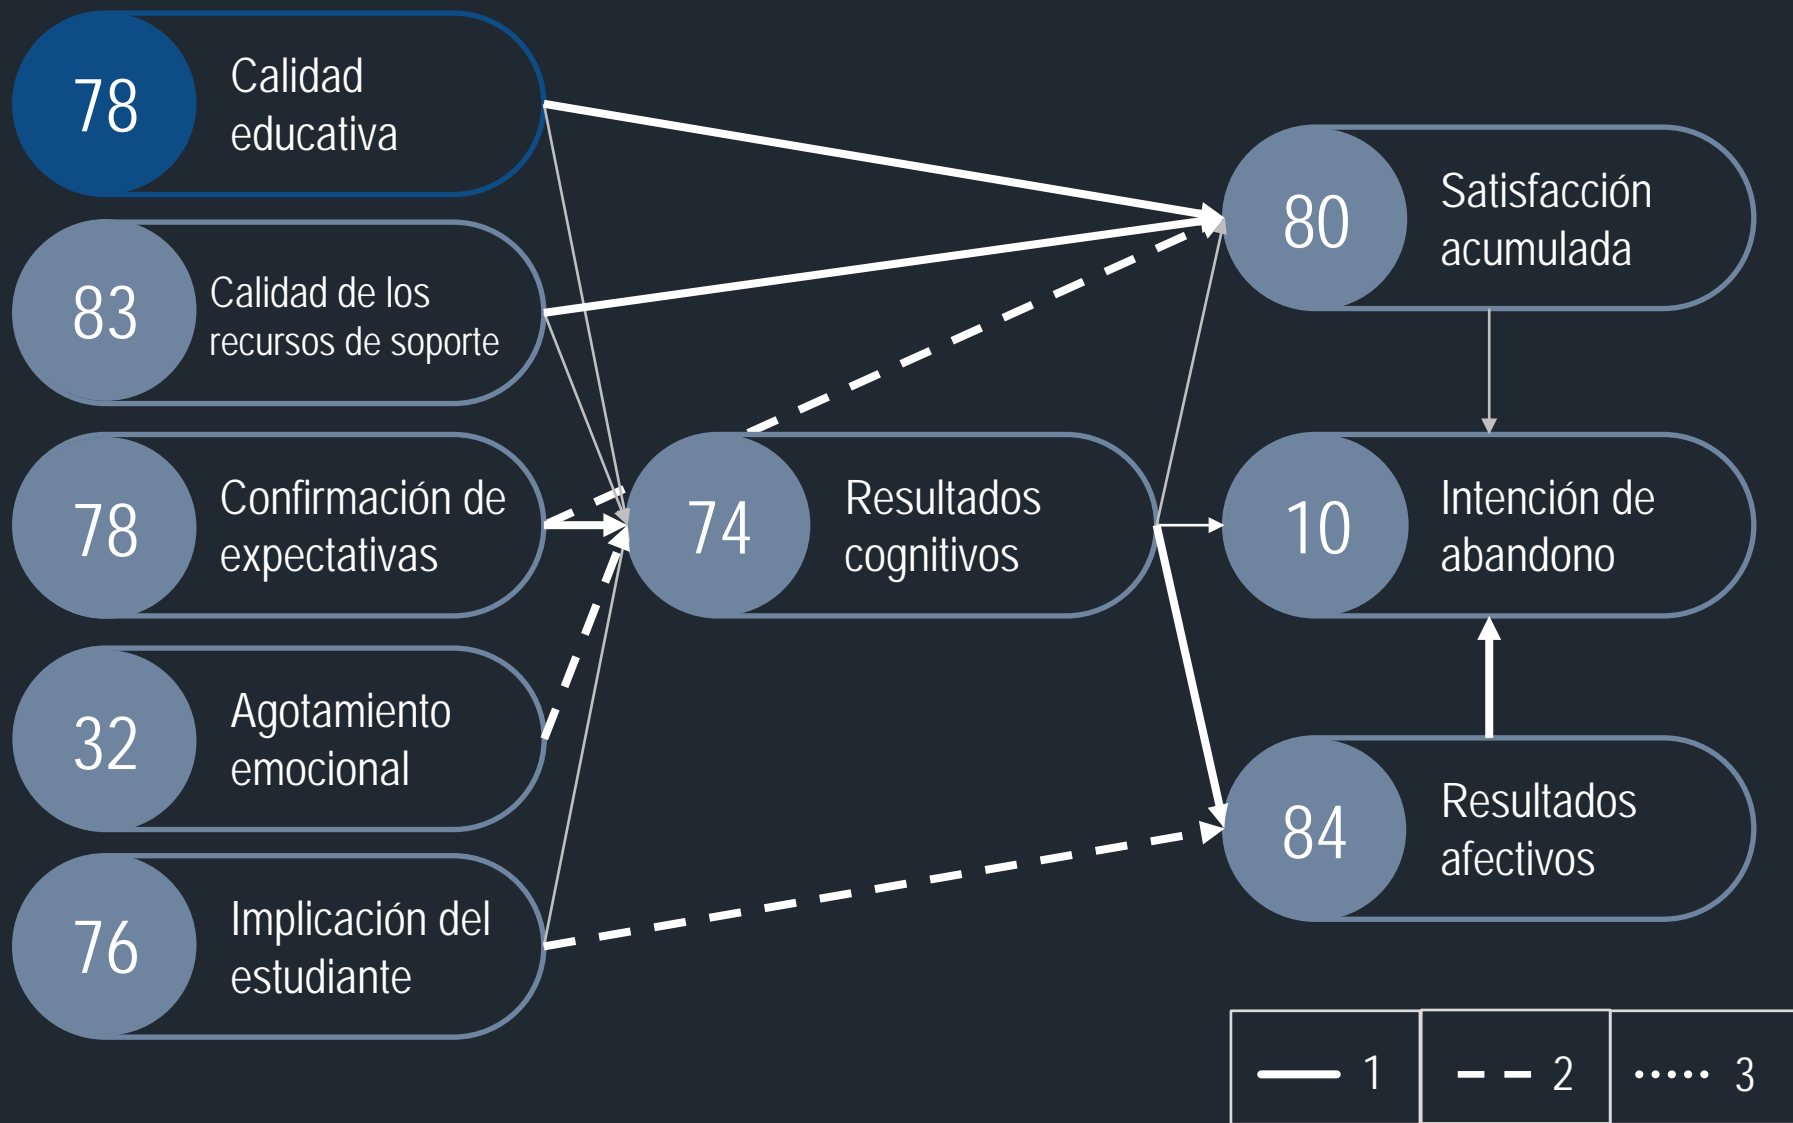 78
Calidad
educativa
83
Calidad de los
recursos de soporte
78
Confirmación de
expectativas
32
Agotamiento
emocional
76
Implicación del
estudiante
74
Resultados
cognitivos
80
Satisfacción
acumulada
10
Intención de
abandono
84
Resultados
afectivos
1
2
3